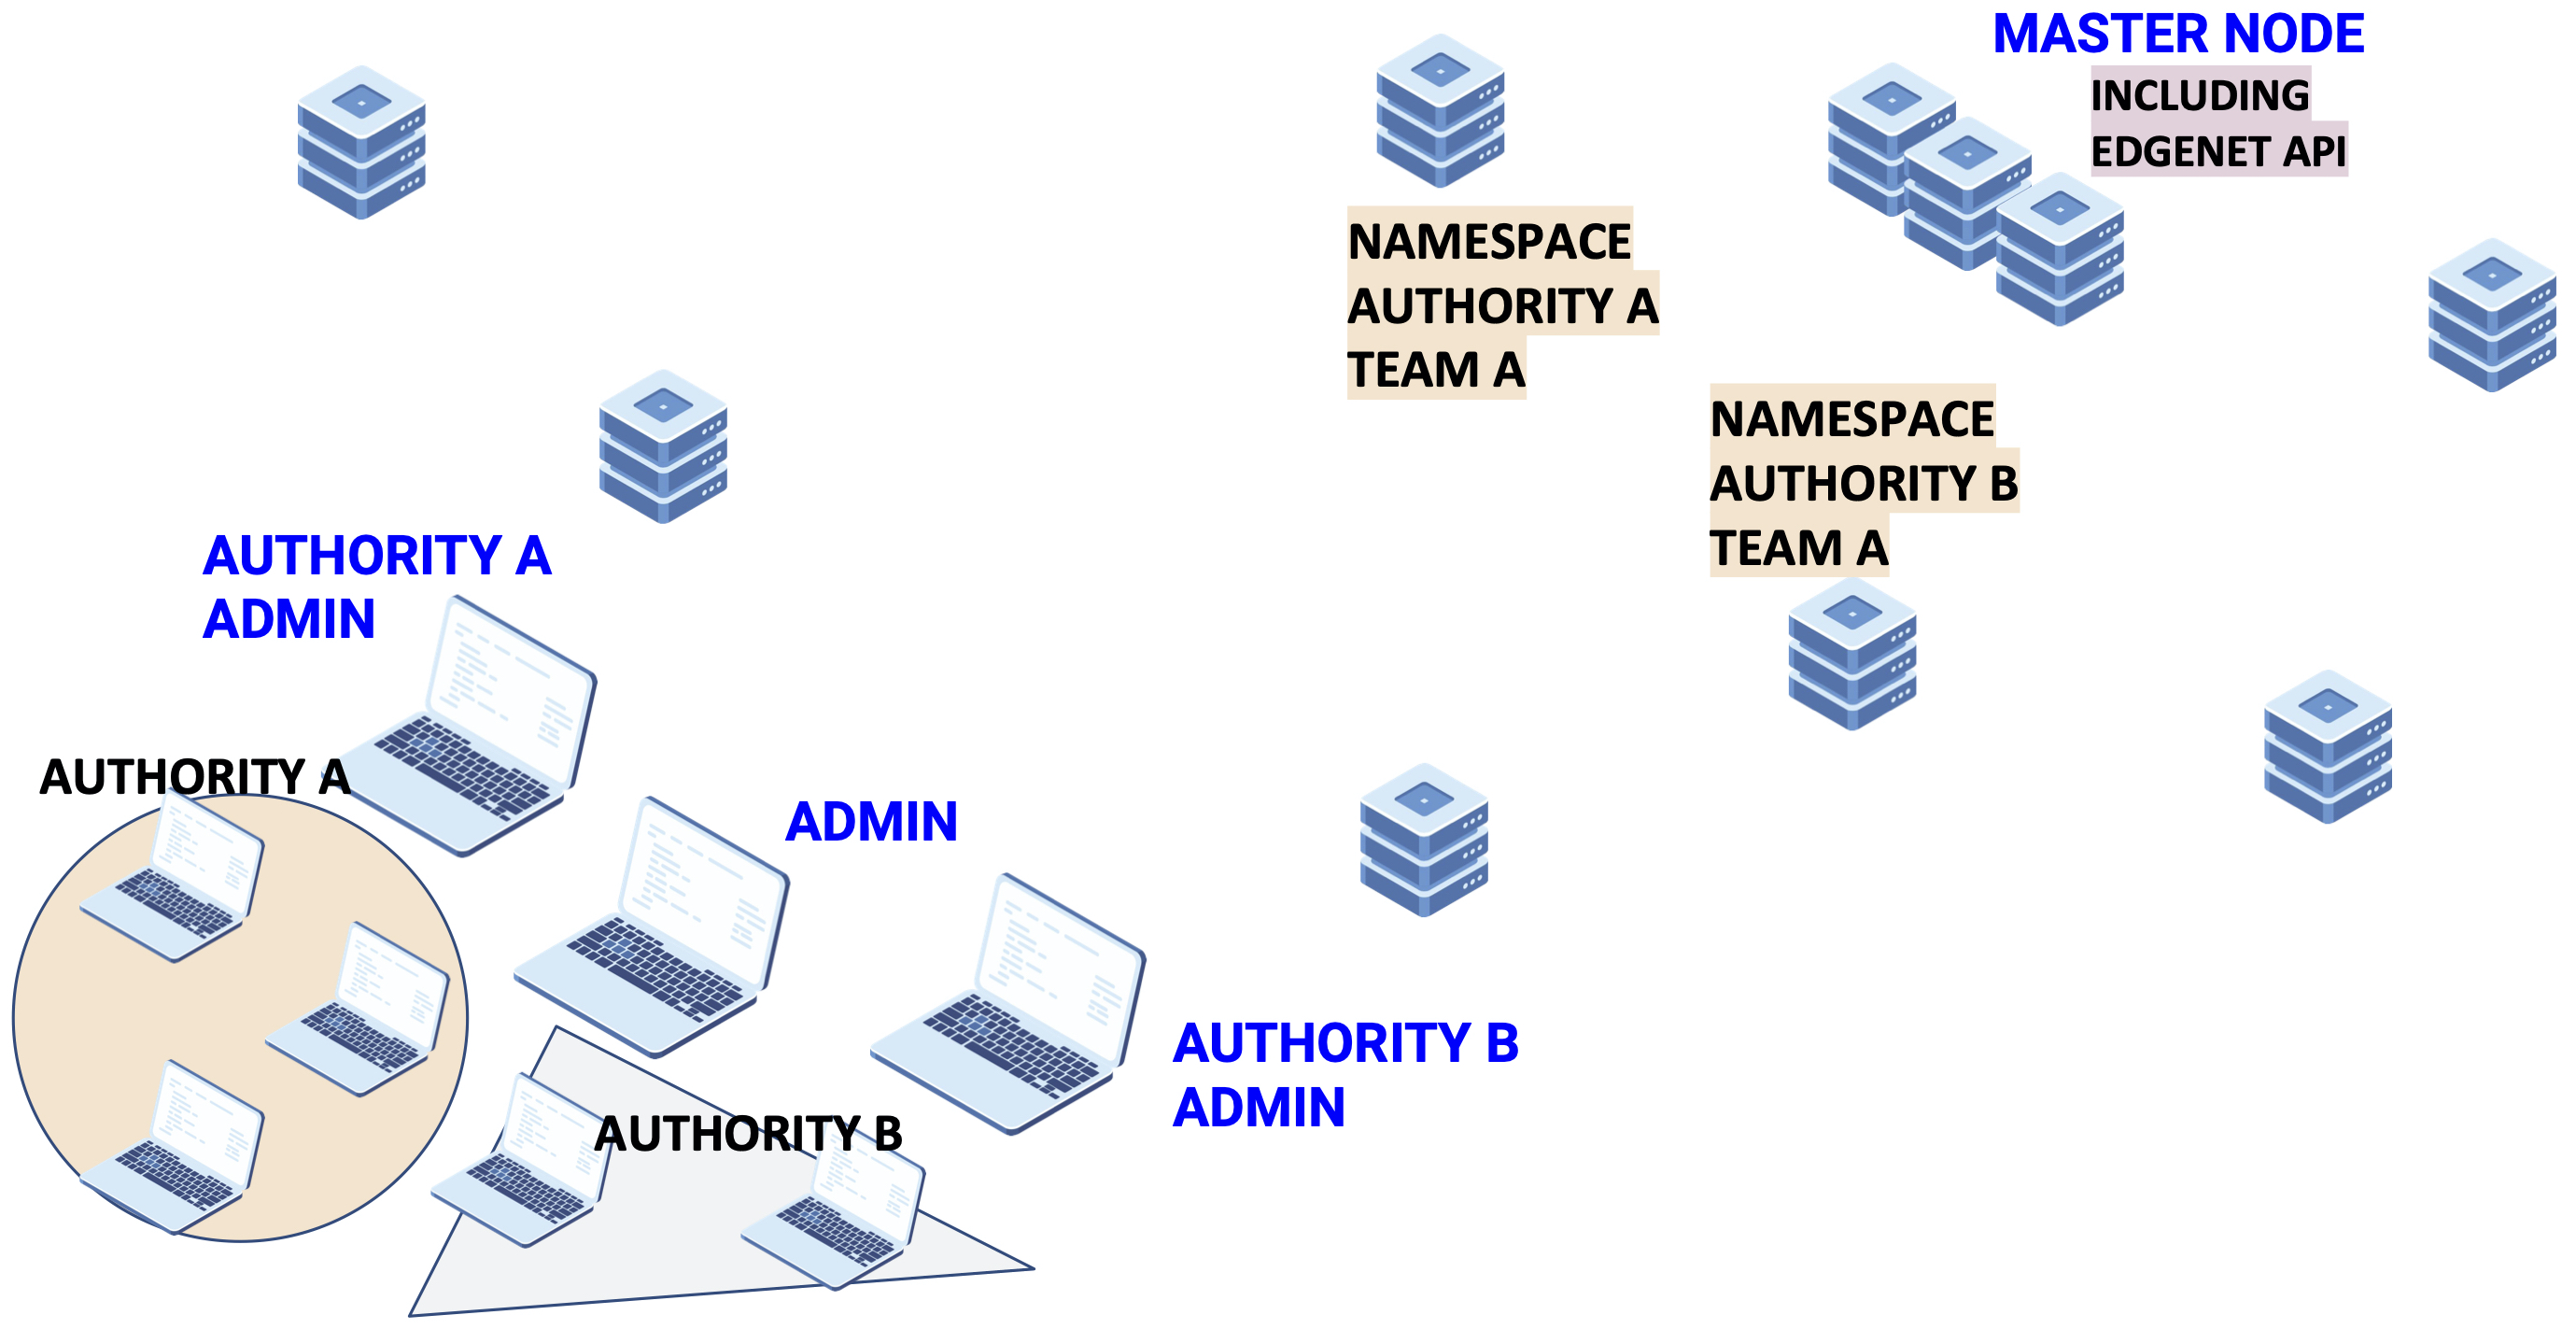 MASTER NODE
INCLUDING
EDGENET API
NAMESPACE
AUTHORITY A
TEAM A
NAMESPACE
AUTHORITY B
TEAM A
AUTHORITY A
ADMIN
AUTHORITY A
ADMIN
AUTHORITY B
ADMIN
AUTHORITY B